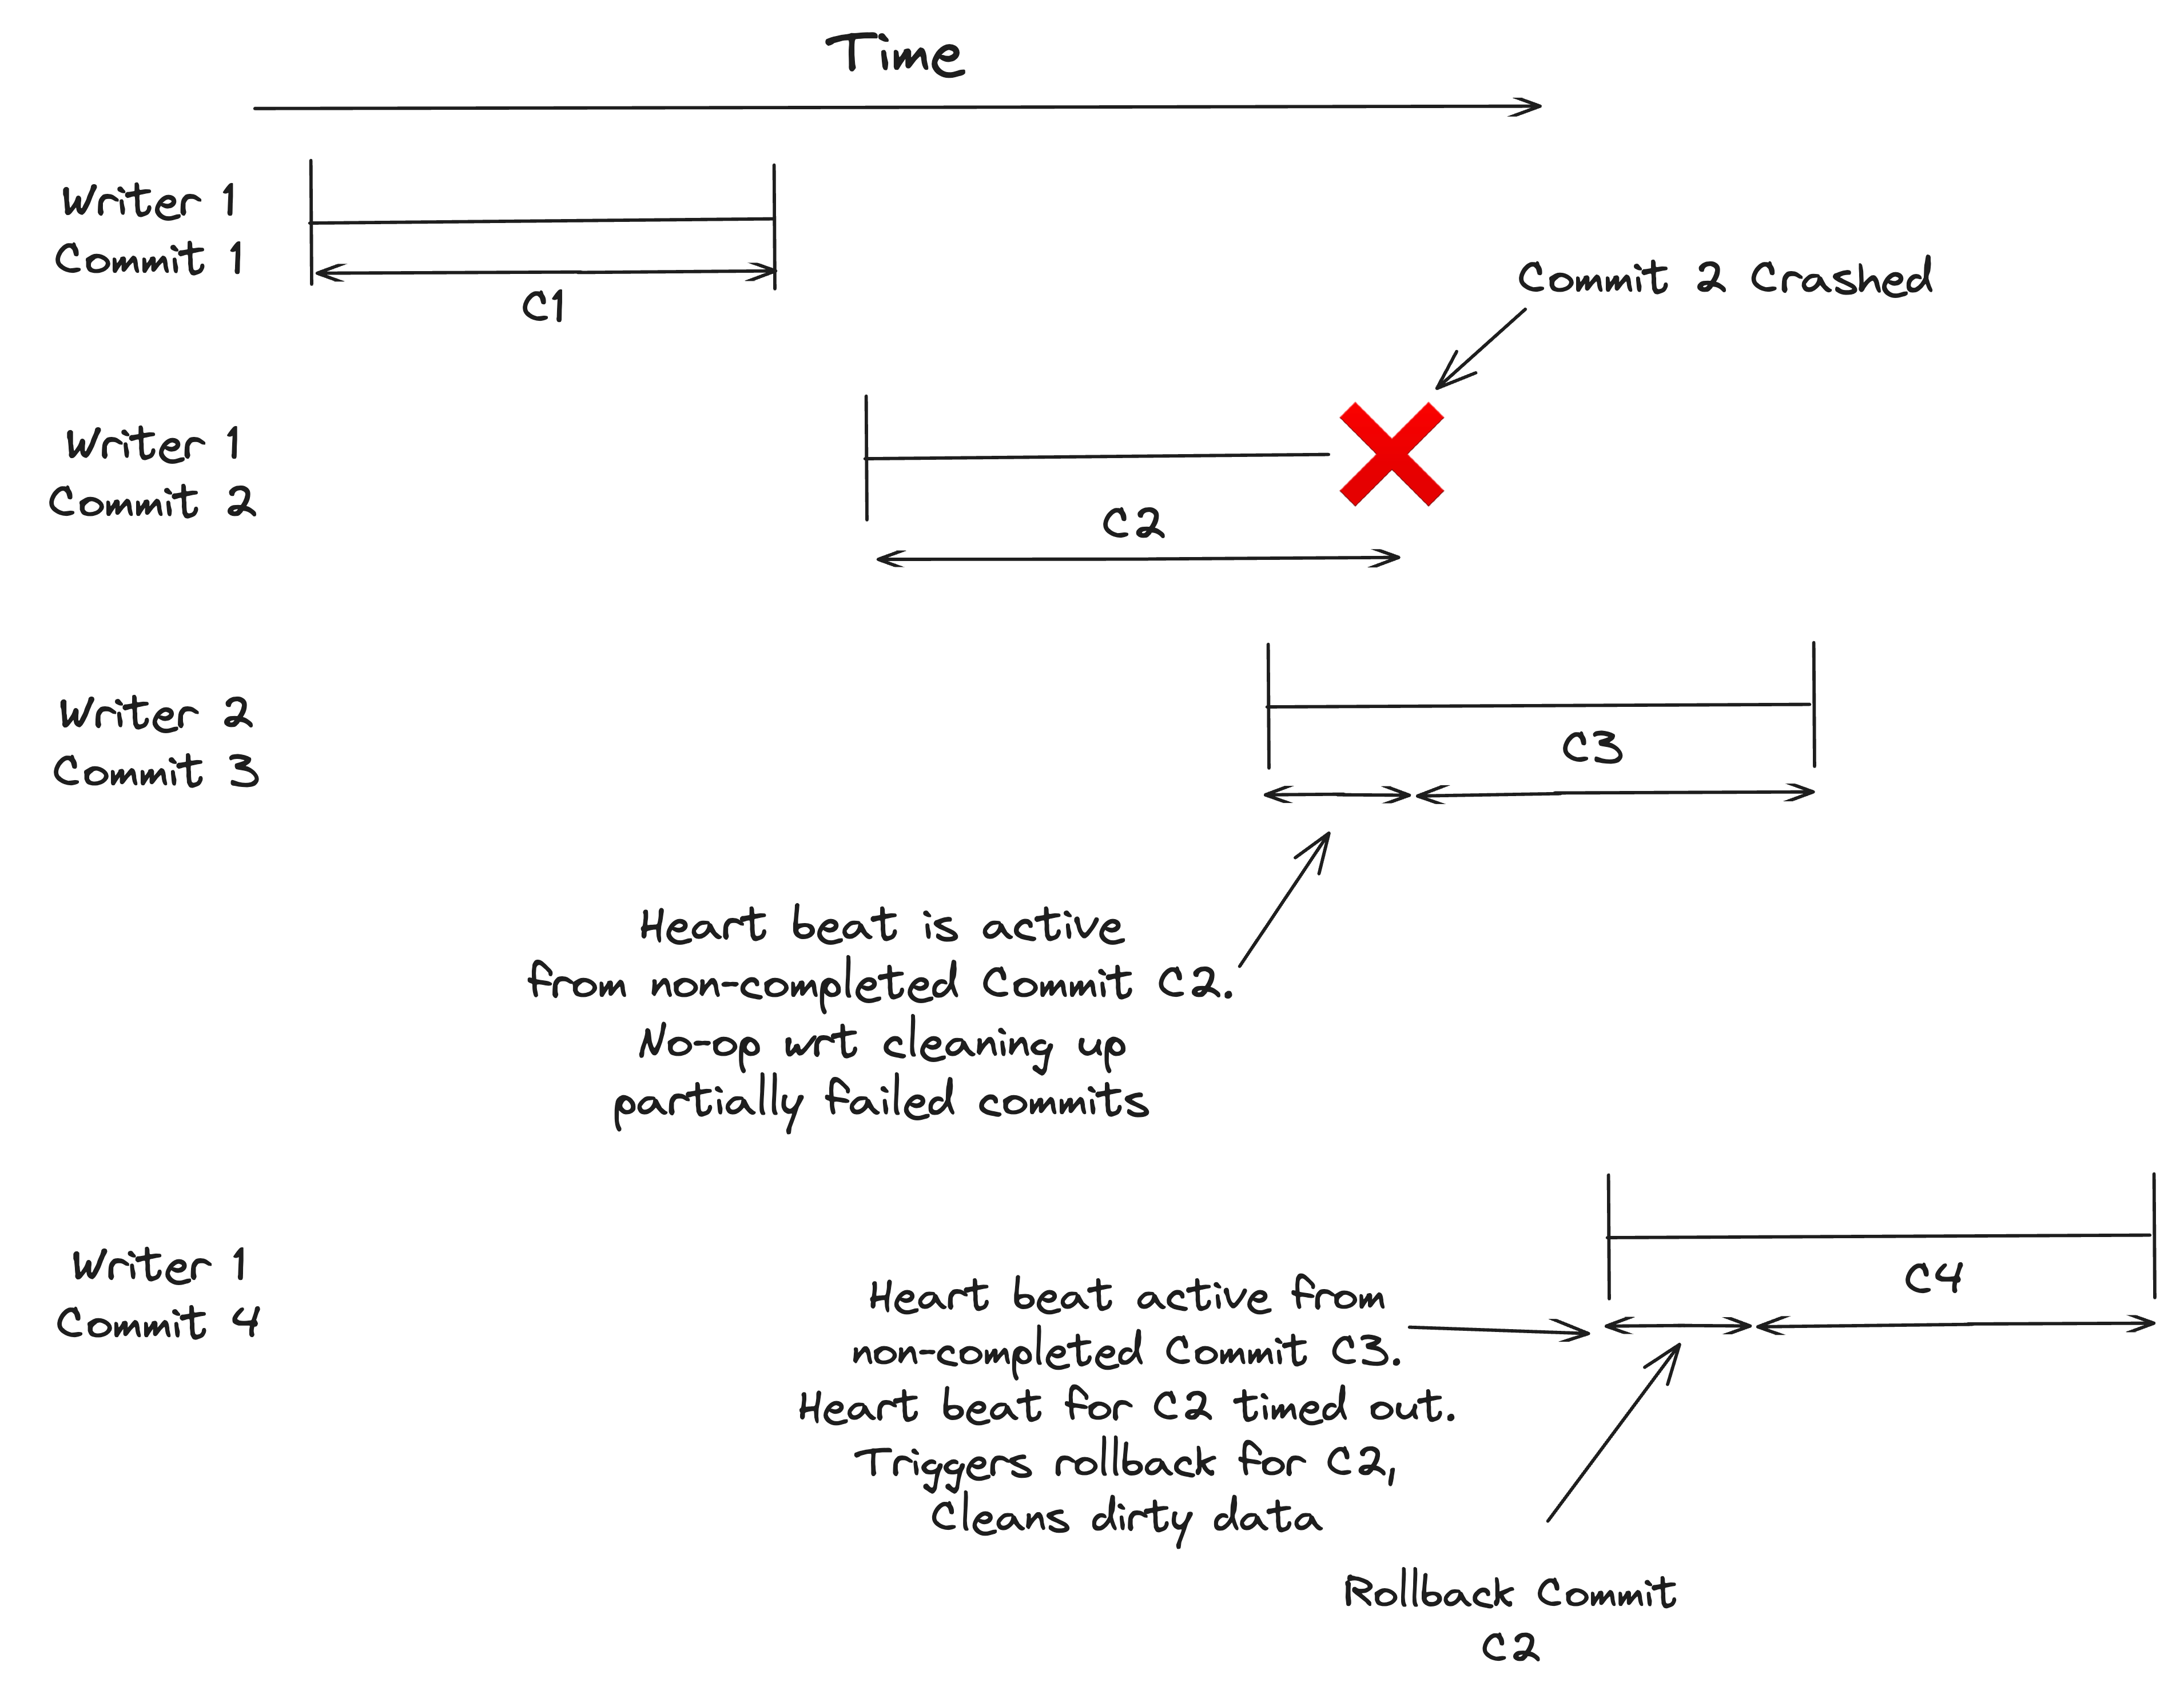 Time
Writer 1
Commit 1
C1
Commit 2 Crashed
Writer 1
Commit 2
C2
Writer 2
Commit 3
C3
Heart beat is active
from non-completed Commit C2.
No-op wrt cleaning up
partially failed commits
Writer 1
Commit 4
C4
Heart beat active from
non-completed Commit C3.
Heart beat for C2 timed out.
Triggers rollback for C2,
Cleans dirty data
Rollback Commit
C2